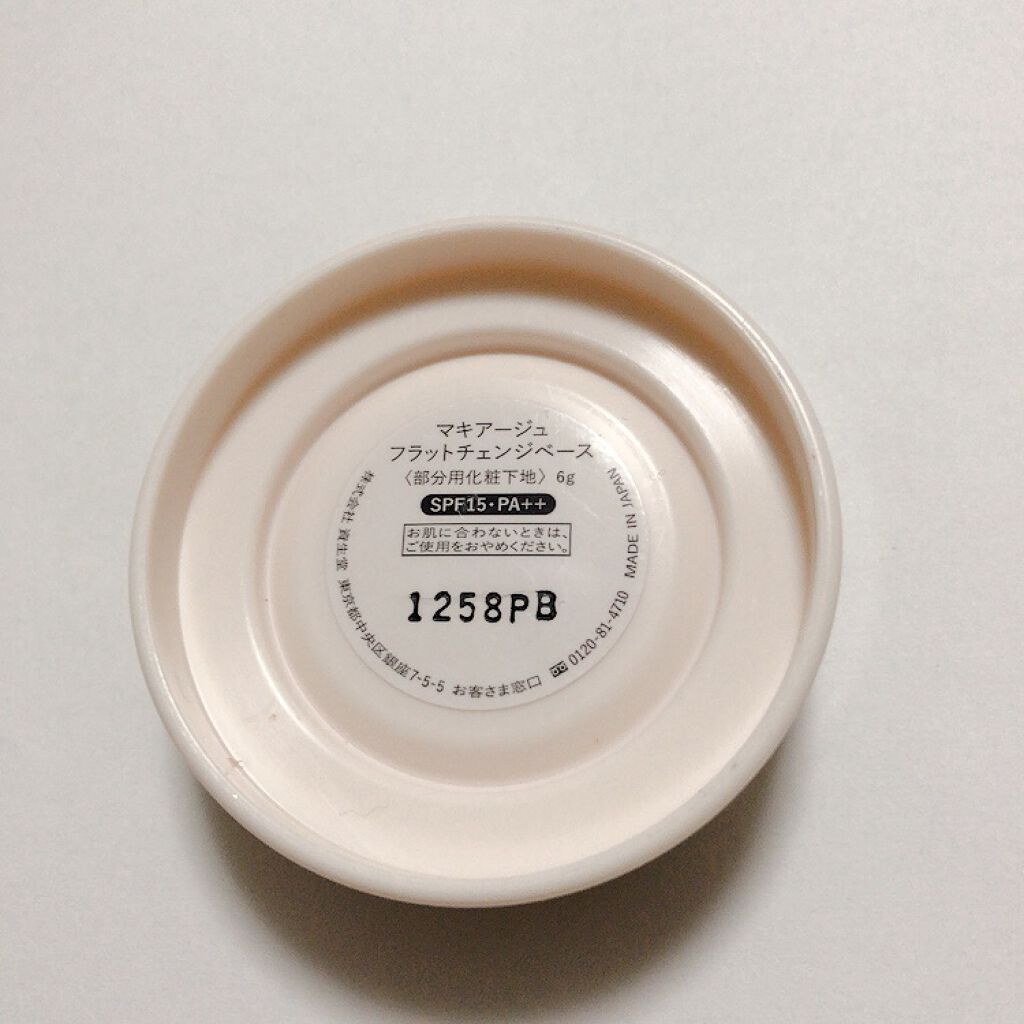 マキアージュ
フラットチェンジベース
〈部分用化粧下地〉6g
SPF15・PA++
お肌に合わないときは、
ご使用をおやめください。
1258PB
株式会社 資生堂 東京都中央区銀座7-5-5 お客さま窓口 0120-81-4710 MADE IN JAPAN